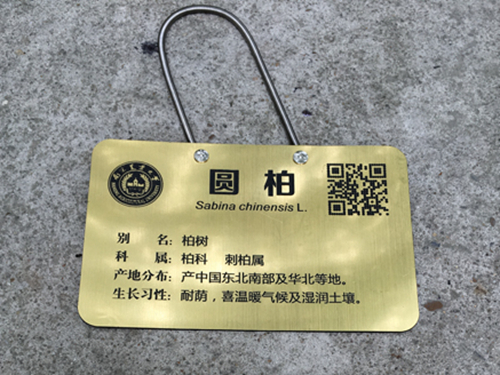 圆柏
Sabina chinensis L.
别 名：柏树
科 属：柏科 刺柏属
产地分布：产中国东北南部及华北等地。
生长习性：耐荫，喜温暖气候及湿润土壤。